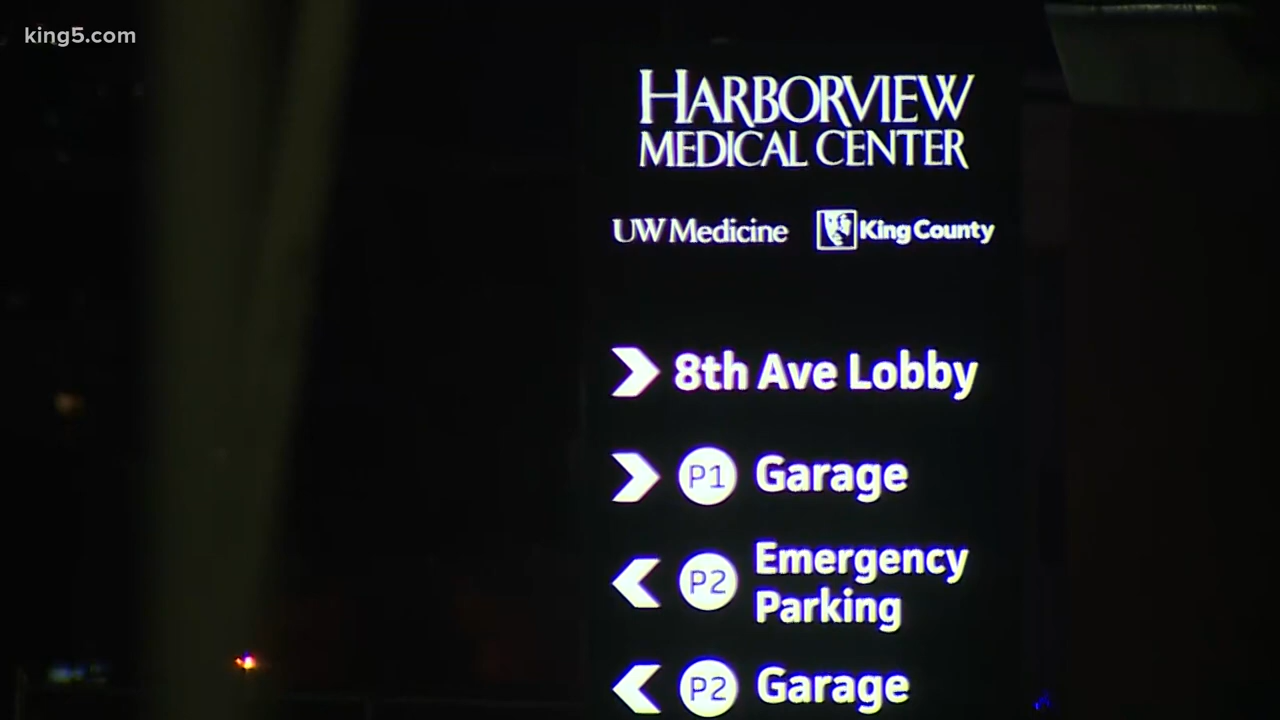 king5.com
HARBORVIEW
MEDICAL CENTER
UW Medicine King County
8th Ave Lobby
P1 Garage
P2 Emergency
Parking
P2 Garage